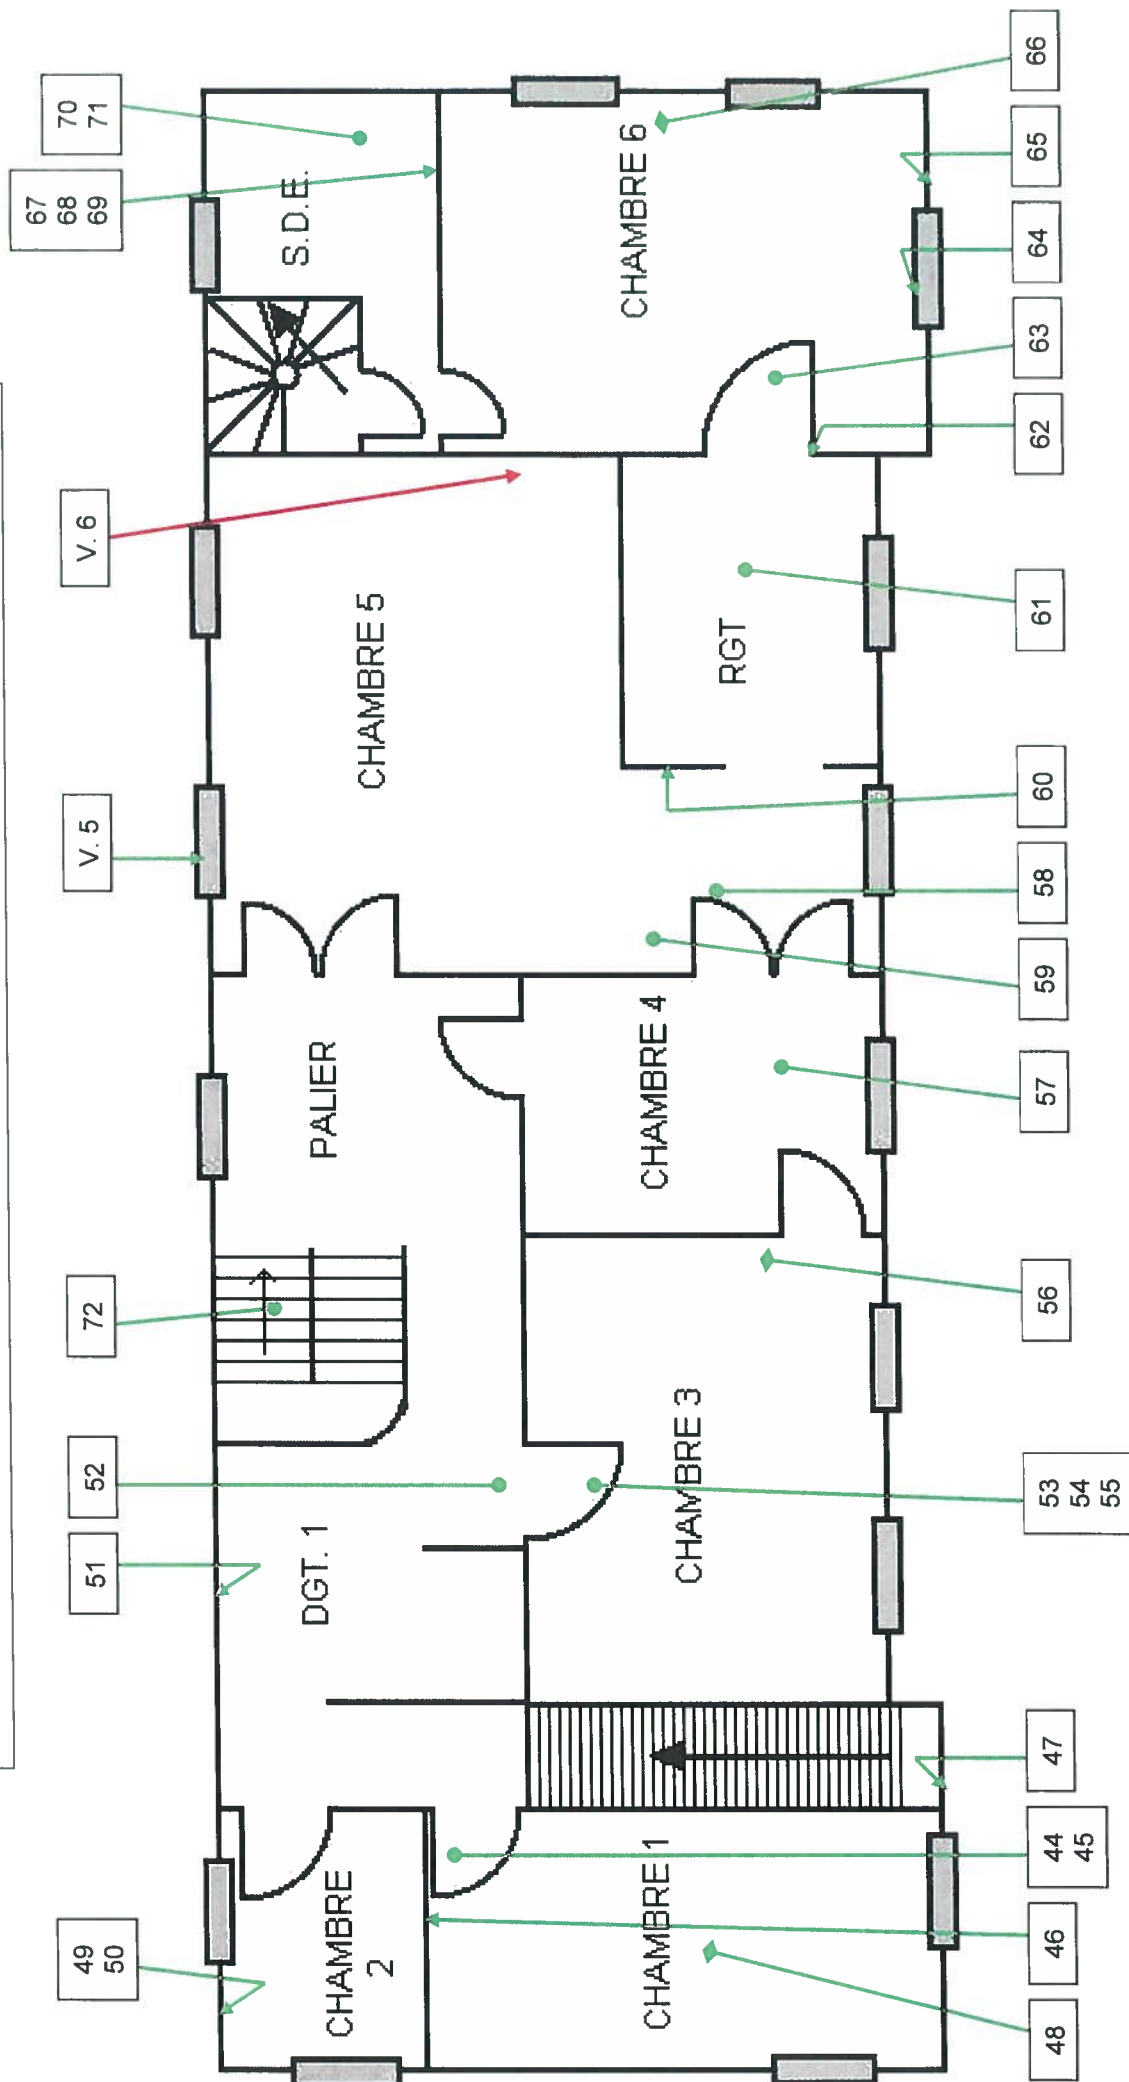 49
50
51
52
72
V. 5
V. 6
67
68
69
70
71
CHAMBRE
2
DGT. 1
PALIER
CHAMBRE 5
S.D.E.
CHAMBRE 1
CHAMBRE 3
CHAMBRE 4
RGT
CHAMBRE 6
48
46
44
45
47
53
54
55
56
57
59
58
60
61
62
63
64
65
66